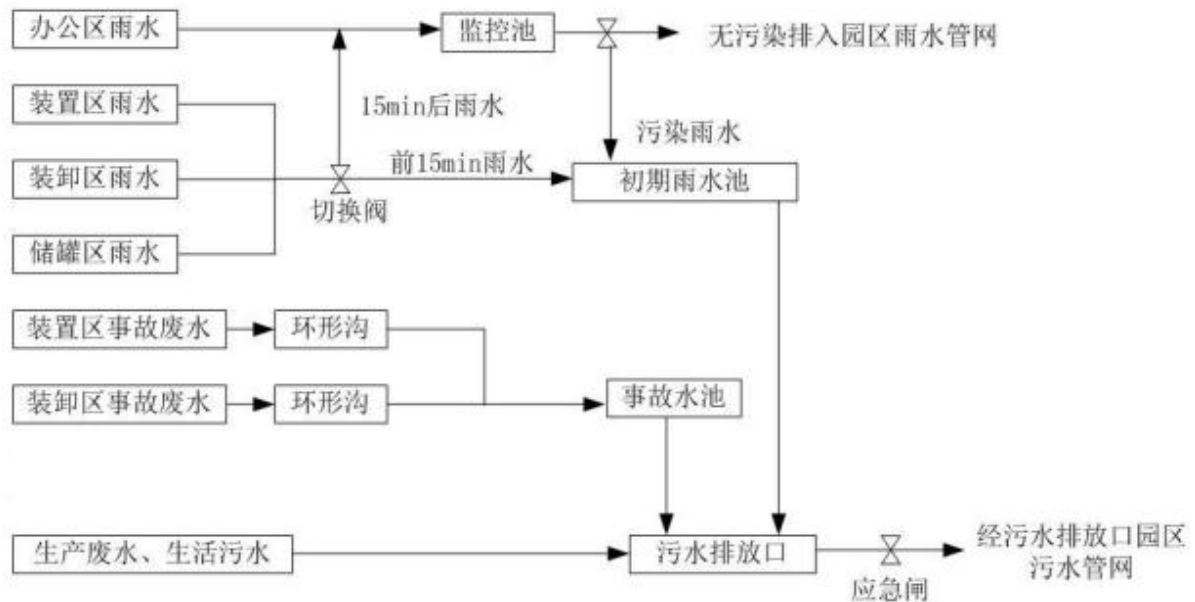 办公区雨水
监控池
无污染排入园区雨水管网
装置区雨水
15min后雨水
污染雨水
装卸区雨水
前15min雨水
初期雨水池
切换阀
储罐区雨水
装置区事故废水
环形沟
装卸区事故废水
环形沟
事故水池
生产废水、生活污水
污水排放口
经污水排放口园区
污水管网
应急闸